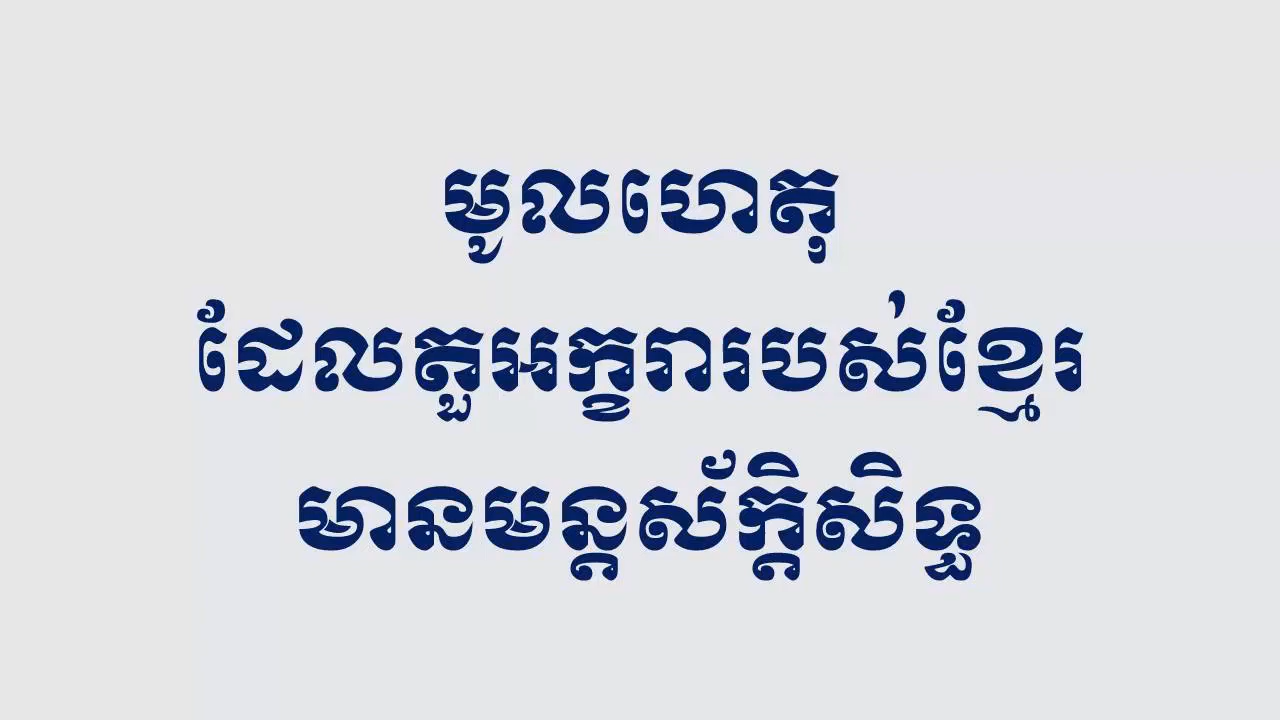 មូលហេតុ
ដែលតួអក្ខរារបស់ខ្មែរ
មានមន្តស័ក្តិសិទ្ធ